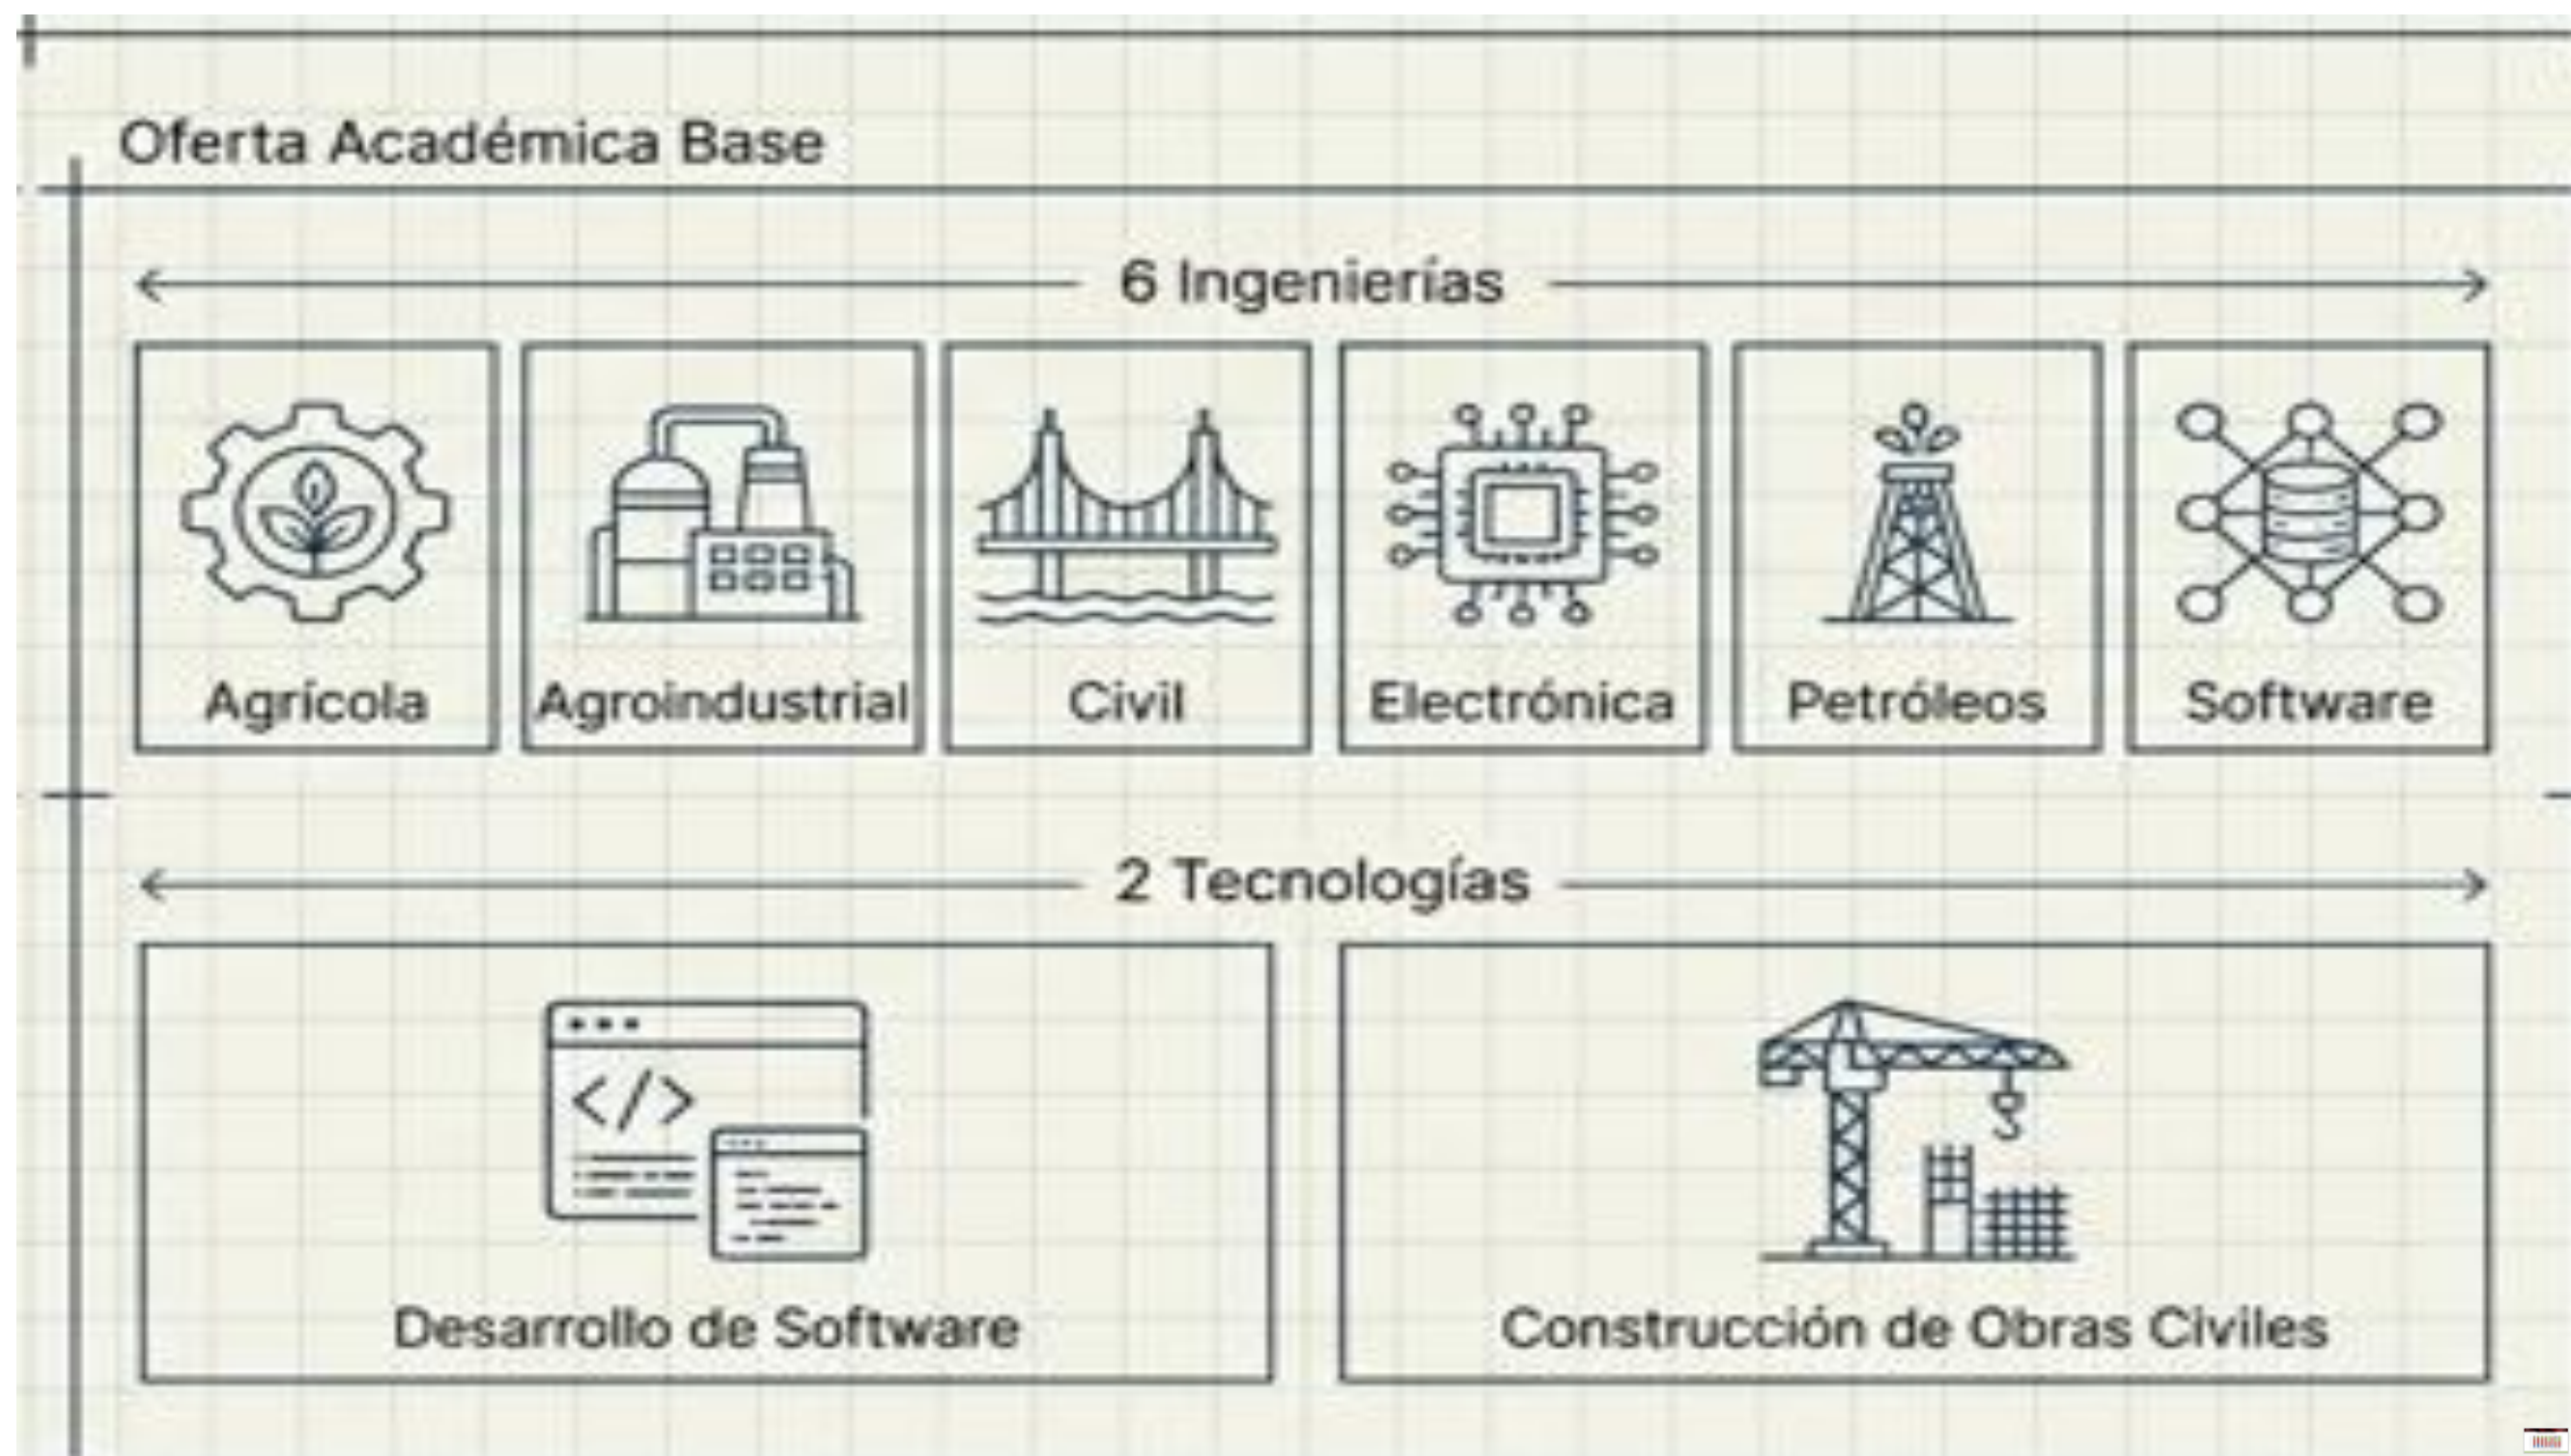 Oferta Académica Base
6 Ingenierías
Agrícola
Agroindustrial
Civil
Electrónica
Petróleos
Software
2 Tecnologías
</>
Desarrollo de Software
Construcción de Obras Civiles